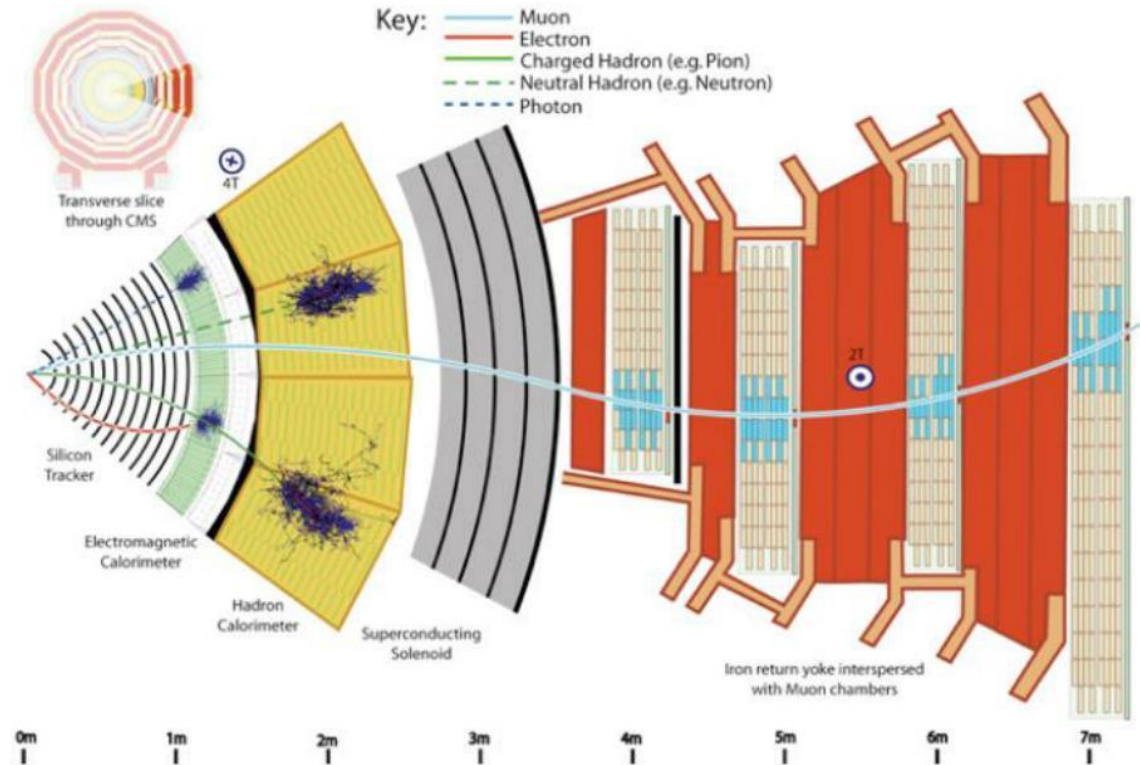 Key:
Muon
Electron
Charged Hadron (e.g. Pion)
Neutral Hadron (e.g. Neutron)
Photon
Transverse slice
through CMS
4T
2T
Silicon
Tracker
Electromagnetic
Calorimeter
Hadron
Calorimeter
Superconducting
Solenoid
Iron return yoke interspersed
with Muon chambers
0m
1m
2m
3m
4m
5m
6m
7m